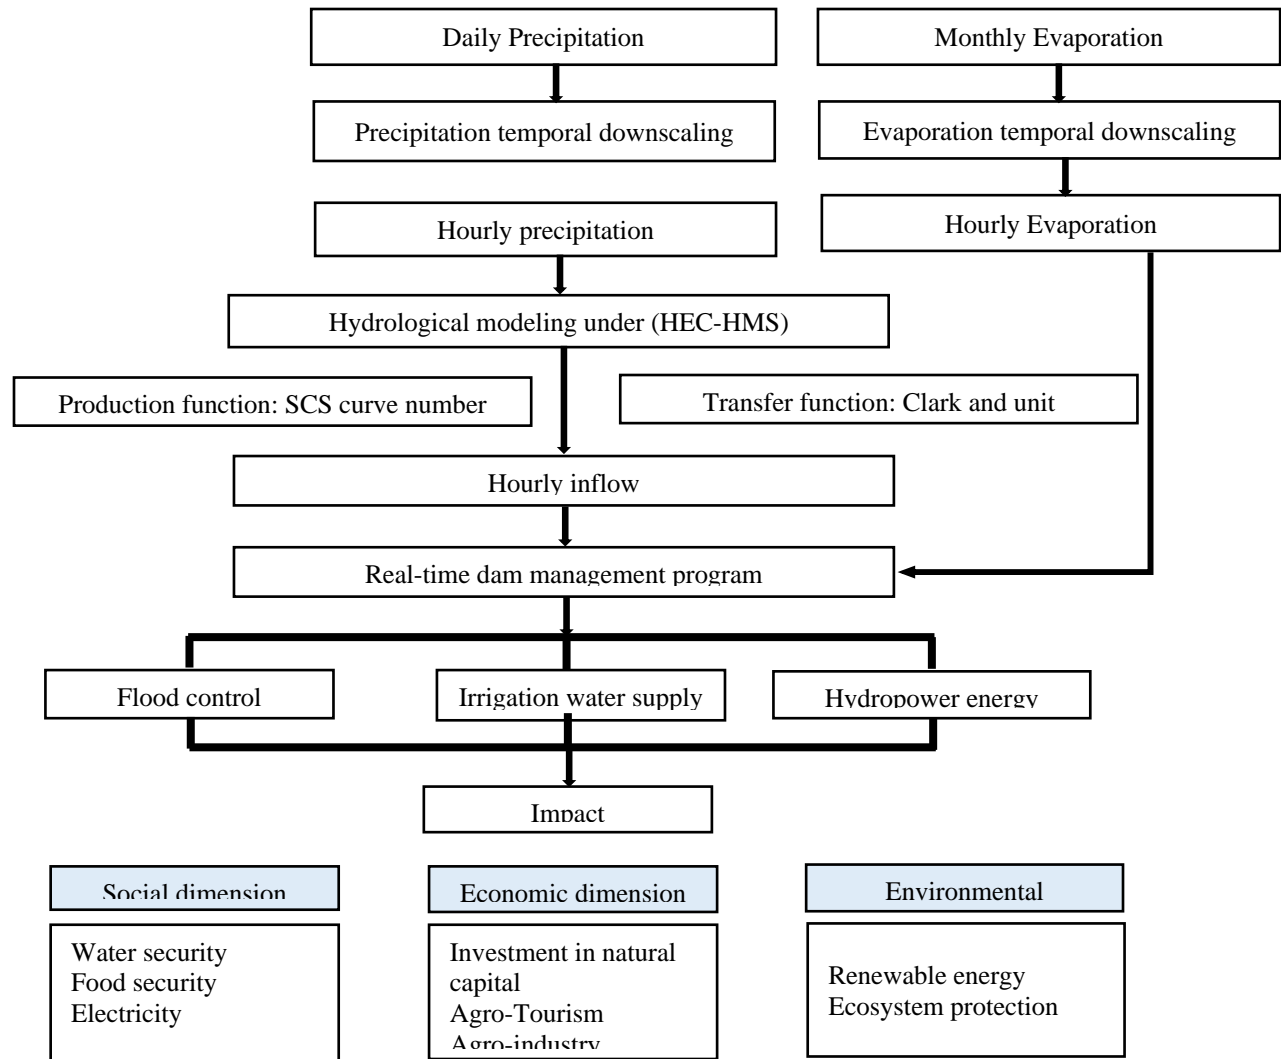 Daily Precipitation
Monthly Evaporation
Precipitation temporal downscaling
Evaporation temporal downscaling
Hourly precipitation
Hourly Evaporation
Hydrological modeling under (HEC-HMS)
Production function: SCS curve number
Transfer function: Clark and unit
Hourly inflow
Real-time dam management program
Flood control
Irrigation water supply
Hydropower energy
Impact
Social dimension
Economic dimension
Environmental
Water security
Food security
Electricity
Investment in natural
capital
Agro-Tourism
Agro-industry
Renewable energy
Ecosystem protection